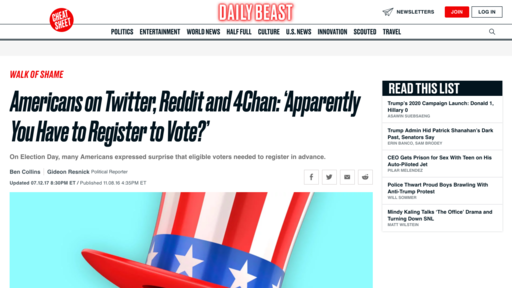 CHEAT SHEET
DAILY BEAST
NEWSLETTERS
JOIN
LOG IN
POLITICS ENTERTAINMENT WORLD NEWS HALF FULL CULTURE U.S. NEWS INNOVATION SCOUTED TRAVEL
WALK OF SHAME
Americans on Twitter, Reddit and 4Chan: ‘Apparently
You Have to Register to Vote?’
On Election Day, many Americans expressed surprise that eligible voters needed to register in advance.
Ben Collins Gideon Resnick Political Reporter
Updated 07.12.17 8:30PM ET / Published 11.08.16 4:33PM ET
READ THIS LIST
Trump's 2020 Campaign Launch: Donald 1,
Hillary 0
ASAWIN SUEBSAENG
Trump Admin Hid Patrick Shanahan's Dark
Past, Senators Say
ERIN BANCO, SAM BRODEY
CEO Gets Prison for Sex With Teen on His
Auto-Piloted Jet
PILAR MELENDEZ
Police Thwart Proud Boys Brawling With
Anti-Trump Protest
WILL SOMMER
Mindy Kaling Talks 'The Office' Drama and
Turning Down SNL
MATT WILSTEIN